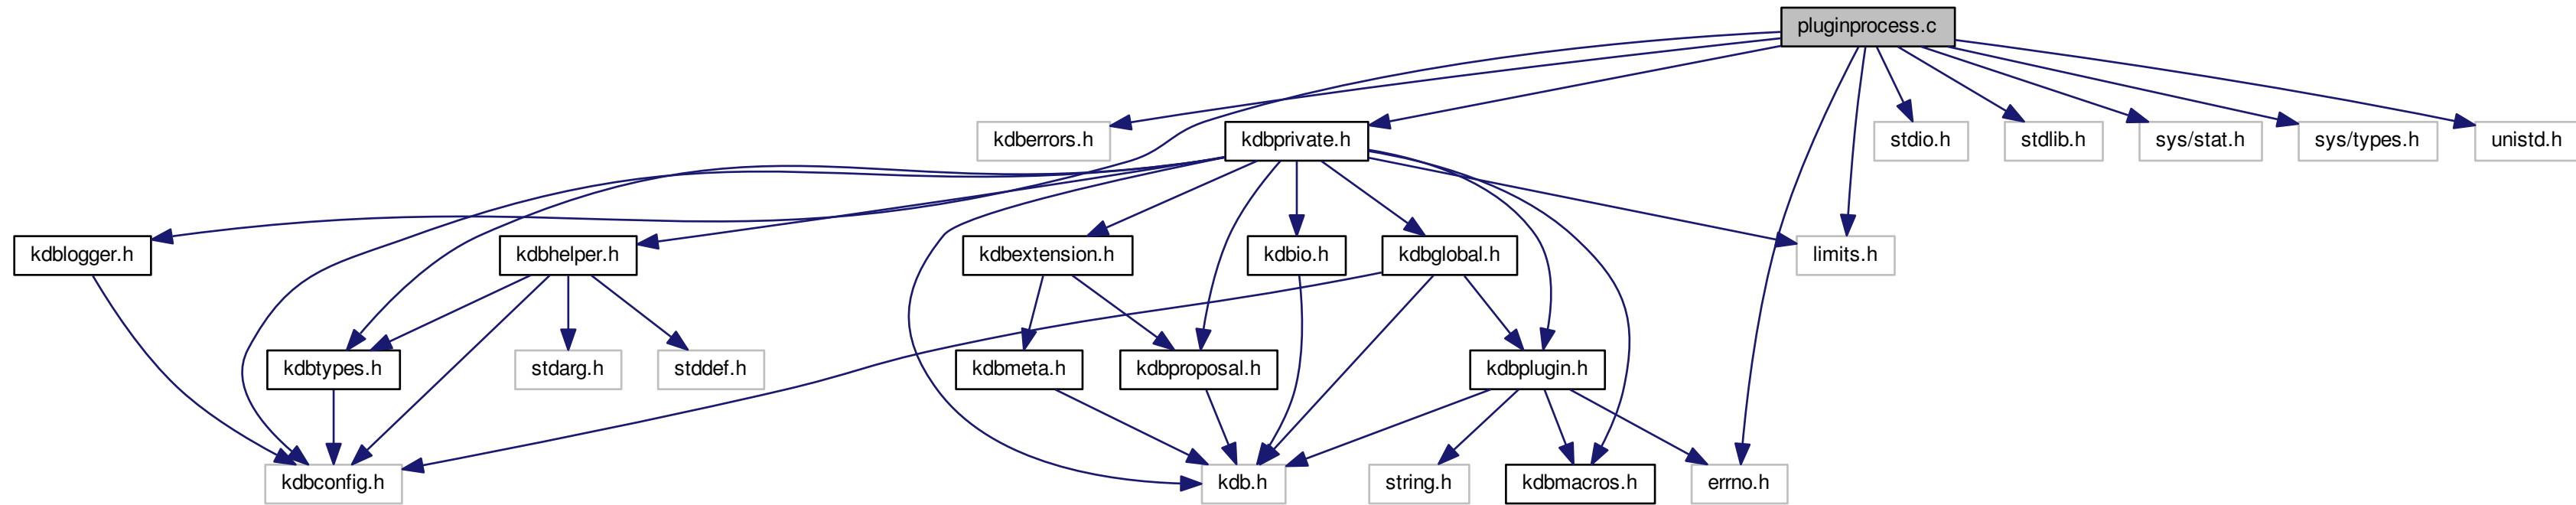 pluginprocess.c
kdberrors.h
kdbprivate.h
stdio.h
stdlib.h
sys/stat.h
sys/types.h
unistd.h
kdblogger.h
kdbhelper.h
kdbextension.h
kdbio.h
kdbglobal.h
limits.h
kdbtypes.h
stdarg.h
stddef.h
kdbmeta.h
kdbproposal.h
kdbplugin.h
kdbconfig.h
kdb.h
string.h
kdbmacros.h
errno.h